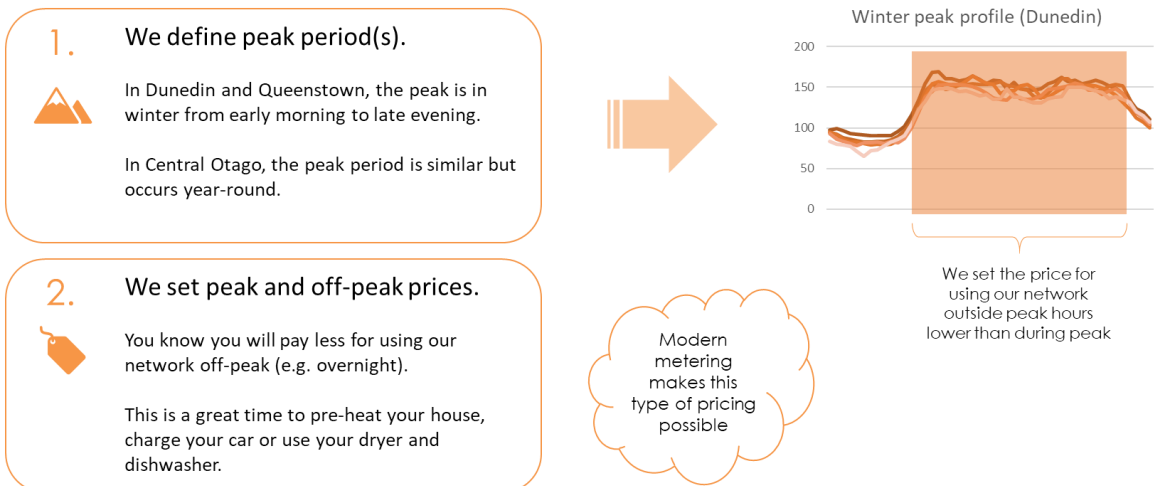 1.
We define peak period(s).
In Dunedin and Queenstown, the peak is in
winter from early morning to late evening.
In Central Otago, the peak period is similar but
occurs year-round.
Winter peak profile (Dunedin)
200
150
100
50
0
We set the price for
using our network
outside peak hours
lower than during peak
2.
We set peak and off-peak prices.
You know you will pay less for using our
network off-peak (e.g. overnight).
This is a great time to pre-heat your house,
charge your car or use your dryer and
dishwasher.
Modern
metering
makes this
type of pricing
possible